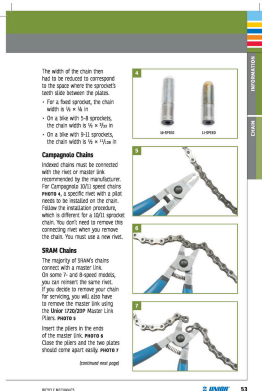 The width of the chain then
had to be reduced to correspond
to the space where the sprocket's
teeth slide between the plates.
• For a fixed sprocket, the chain
width is ½ × ⅛ in
• On a bike with 5–8 sprockets,
the chain width is ½ × ³⁄₃₂ in
• On a bike with 9–11 sprockets,
the chain width is ½ × ¹¹⁄₁₂₈ in
Campagnolo Chains
Indexed chains must be connected
with the rivet or master link
recommended by the manufacturer.
For Campagnolo 10/11 speed chains
PHOTO 4, a specific rivet with a pilot
needs to be installed on the chain.
Follow the installation procedure,
which is different for a 10/11 sprocket
chain. You don't need to remove this
connecting rivet when you remove
the chain. You must use a new rivet.
SRAM Chains
The majority of SRAM's chains
connect with a master link.
On some 7- and 8-speed models,
you can reinsert the same rivet.
If you decide to remove your chain
for servicing, you will also have
to remove the master link using
the Unior 1720/2DP Master Link
Pliers. PHOTO 5
Insert the pliers in the ends
of the master link. PHOTO 6
Close the pliers and the two plates
should come apart easily. PHOTO 7
(continued next page)
4
10-SPEED
11-SPEED
5
6
7
INFORMATION
CHAIN
BICYCLE MECHANICS
UNIOR
53